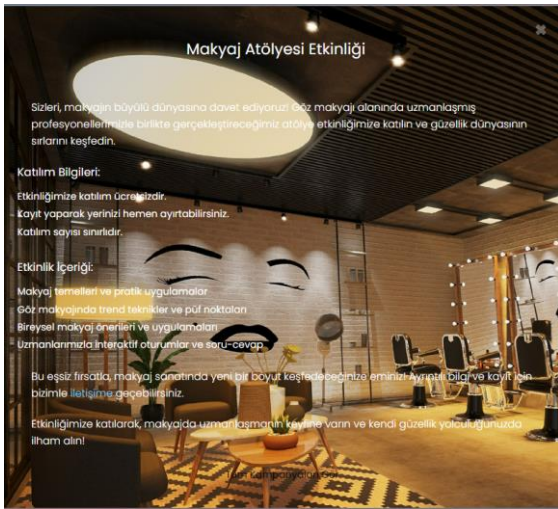 Makyaj Atölyesi Etkinliği
Sizleri, makyajın büyülü dünyasına davet ediyoruz! Göz makyajı alanında uzmanlaşmış
profesyonellerimizle birlikte gerçekleştireceğimiz atölye etkinliğimize katılın ve güzellik dünyasının
sırlarını keşfedin.
Katılım Bilgileri:
Etkinliğimize katılım ücretsizdir.
Kayıt yaparak yerinizi hemen ayırtabilirsiniz.
Katılım sayısı sınırlıdır.
Etkinlik İçeriği:
Makyaj temelleri ve pratik uygulamalar
Göz makyajında trend teknikler ve püf noktaları
Bireysel makyaj önerileri ve uygulamaları
Uzmanlarımızla interaktif oturumlar ve soru-cevap
Bu eşsiz fırsatla, makyaj sanatında yeni bir boyut keşfedeceğinize eminiz! Ayrıntılı bilgi ve kayıt için
bizimle iletişime geçebilirsiniz.
Etkinliğimize katılarak, makyajda uzmanlaşmanın keyfine varın ve kendi güzellik yolculuğunuzda
ilham alın!
Tüm Kampanyaları Gör